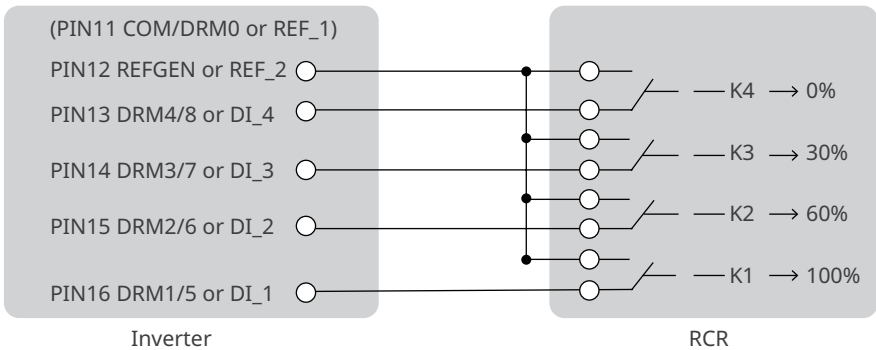 (PIN11 COM/DRM0 or REF_1)
PIN12 REFGEN or REF_2
PIN13 DRM4/8 or DI_4
PIN14 DRM3/7 or DI_3
PIN15 DRM2/6 or DI_2
PIN16 DRM1/5 or DI_1
K4 → 0%
K3 → 30%
K2 → 60%
K1 → 100%
Inverter
RCR